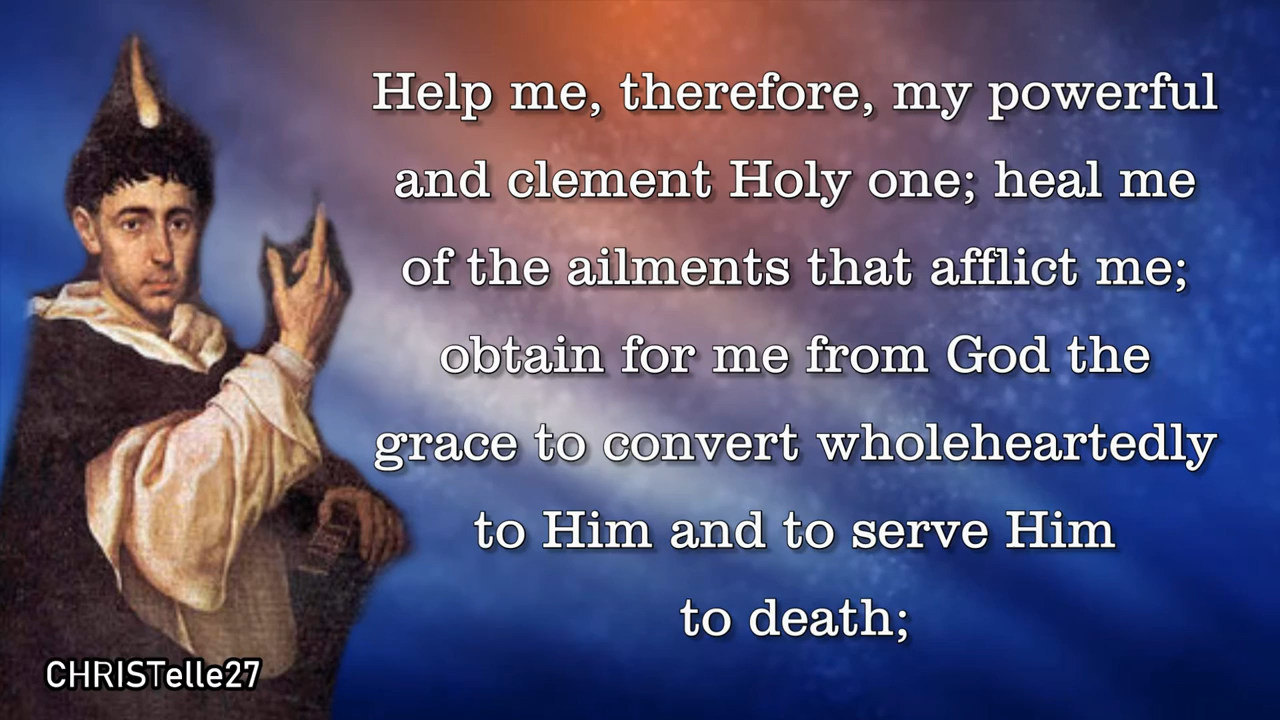 Help me, therefore, my powerful
and clement Holy one; heal me
of the ailments that afflict me;
obtain for me from God the
grace to convert wholeheartedly
to Him and to serve Him
to death;
CHRISTelle27